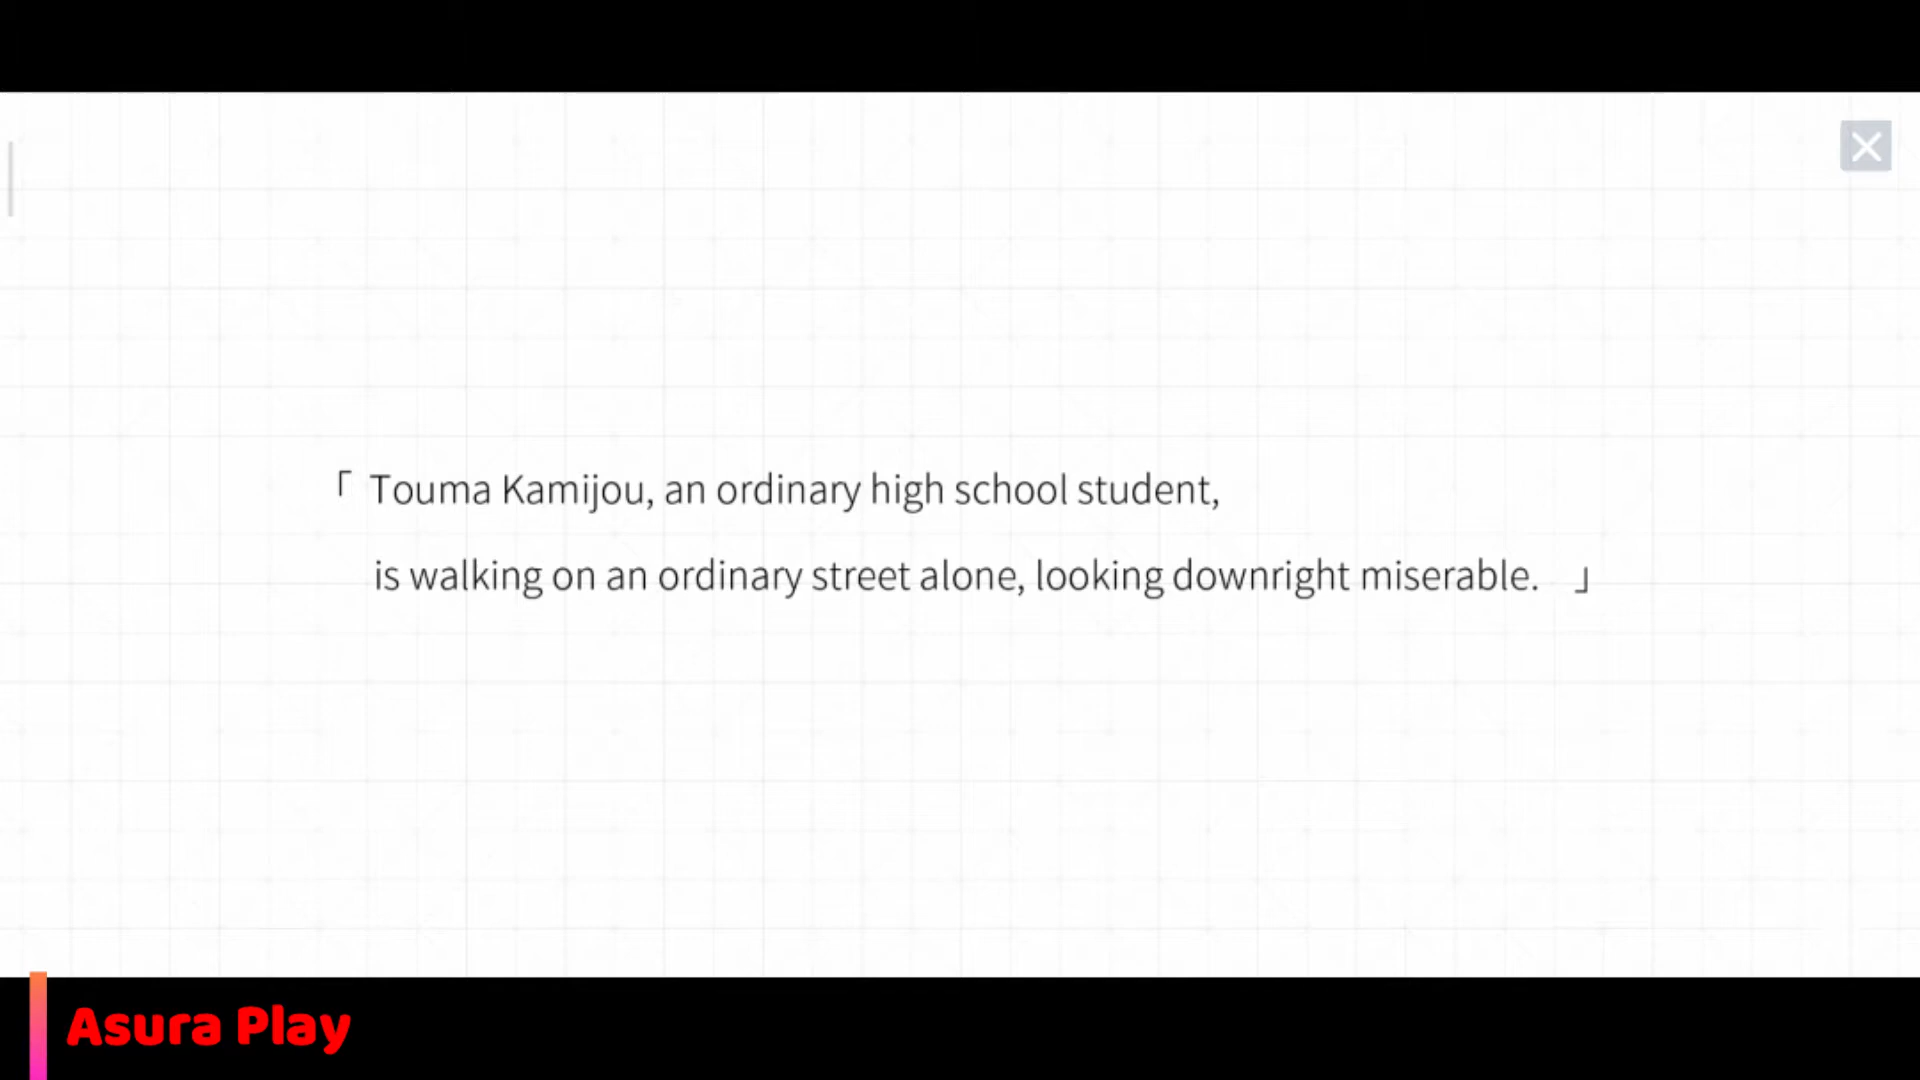 「 Touma Kamijou, an ordinary high school student,
is walking on an ordinary street alone, looking downright miserable. 」
Asura Play